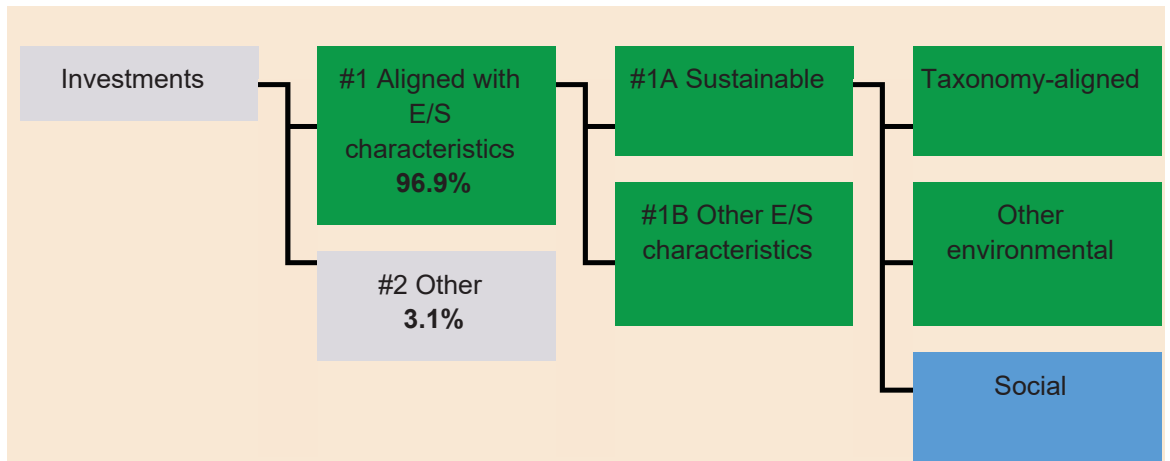 Investments
#1 Aligned with
E/S
characteristics
96.9%
#2 Other
3.1%
#1A Sustainable
#1B Other E/S
characteristics
Taxonomy-aligned
Other
environmental
Social